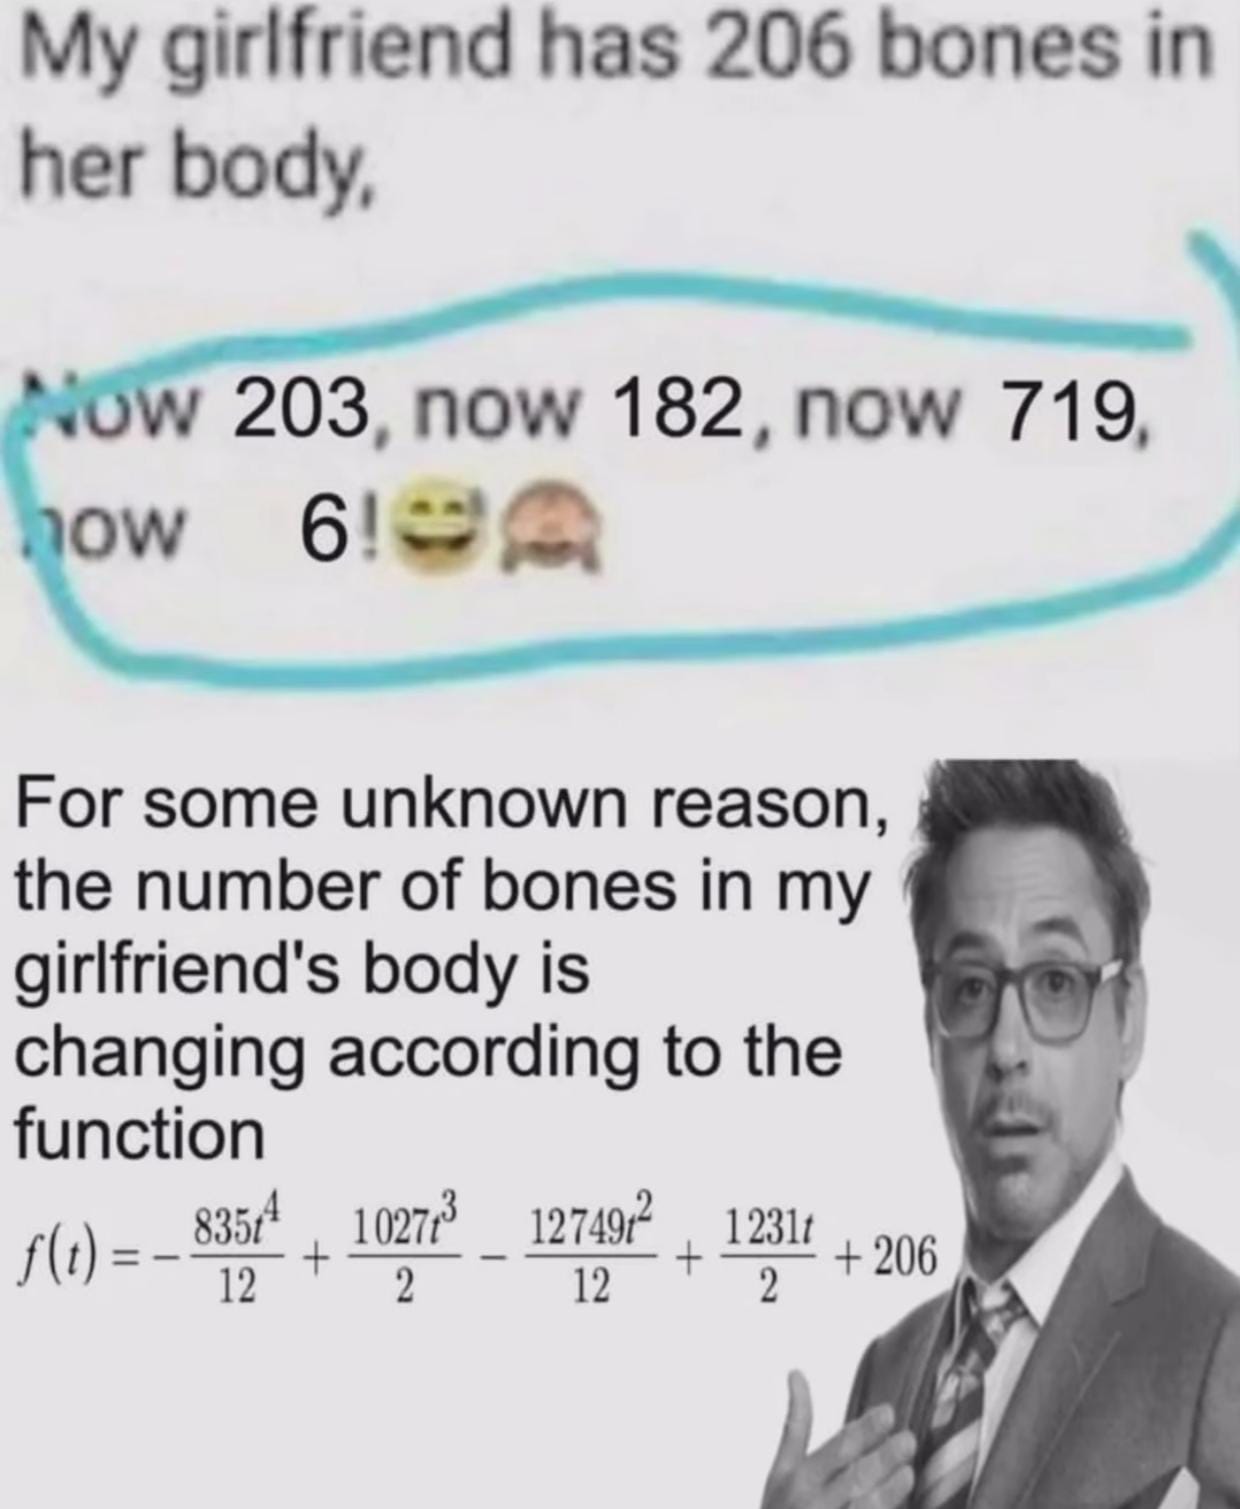 My girlfriend has 206 bones in
her body,
Now 203, now 182, now 719,
now 6!😅🙈
For some unknown reason,
the number of bones in my
girlfriend's body is
changing according to the
function
f(t) = − 835t⁴/12 + 1027t³/2 − 12749t²/12 + 1231t/2 + 206